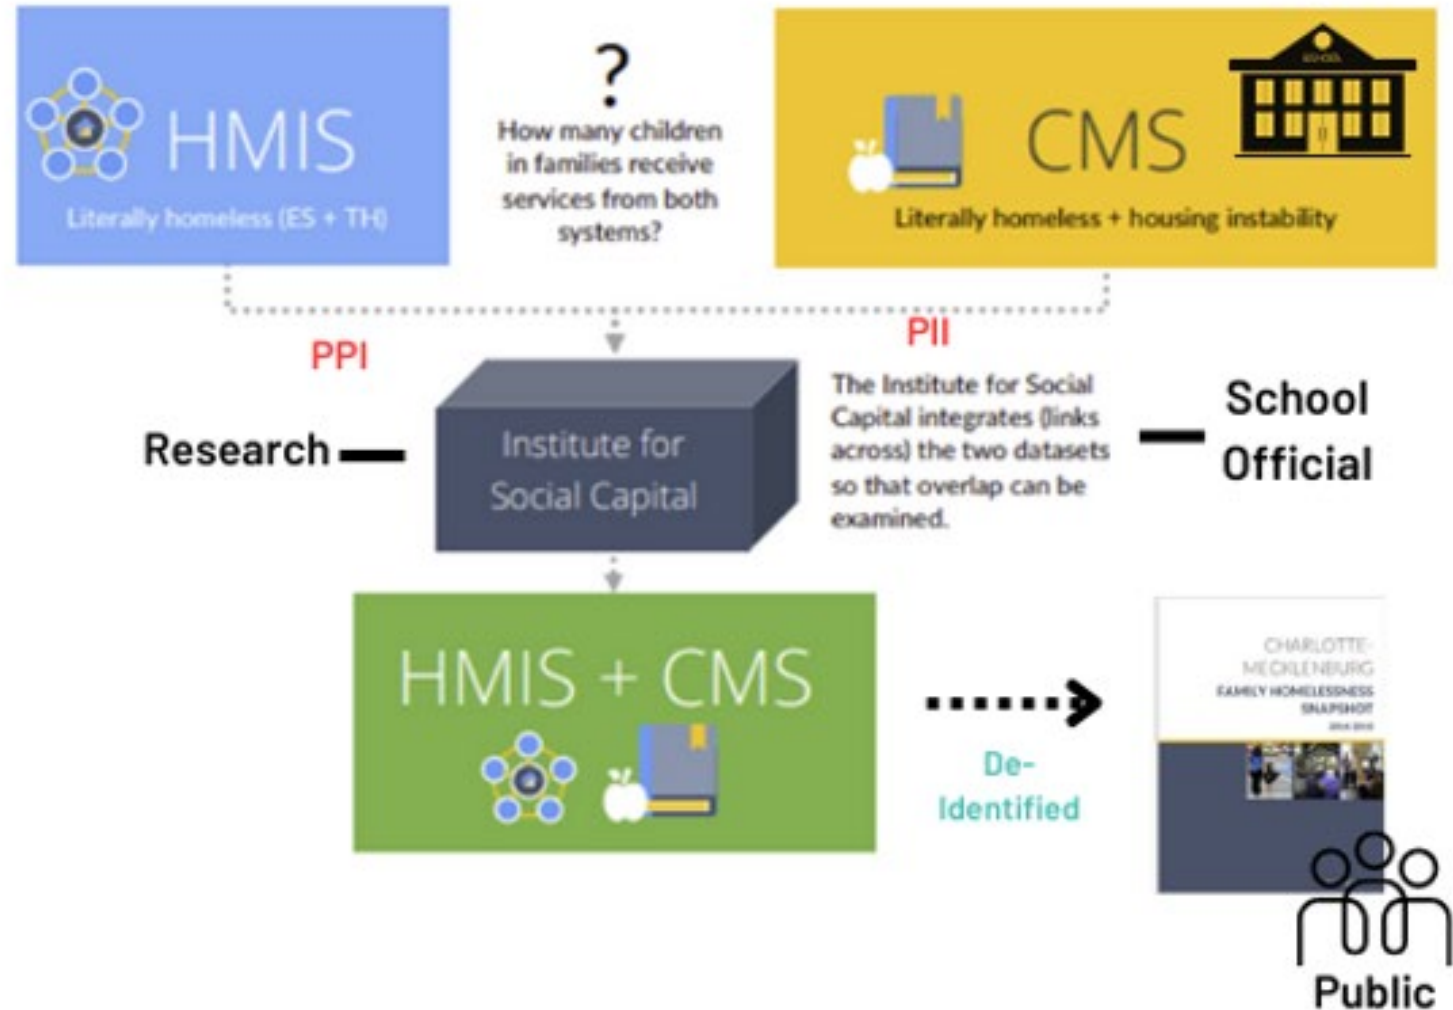 HMIS
Literally homeless (ES + TH)
?
How many children
in families receive
services from both
systems?
CMS
Literally homeless + housing instability
PPI
PII
Research
Institute for
Social Capital
The Institute for Social
Capital integrates (links
across) the two datasets
so that overlap can be
examined.
School
Official
HMIS + CMS
De-
Identified
CHARLOTTE-
MECKLENBURG
FAMILY HOMELESSNESS
SNAPSHOT
Public